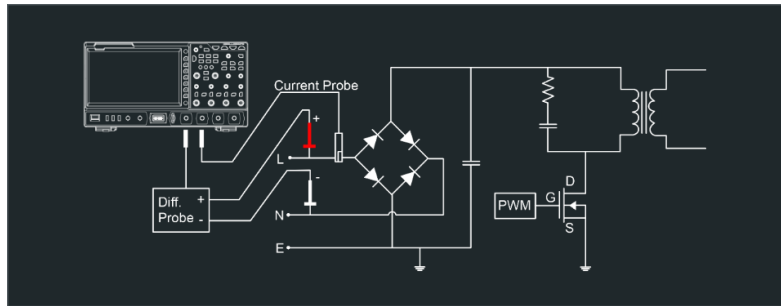 Current Probe
+
L
-
Diff. +
Probe -
N
E
PWM
G
D
S